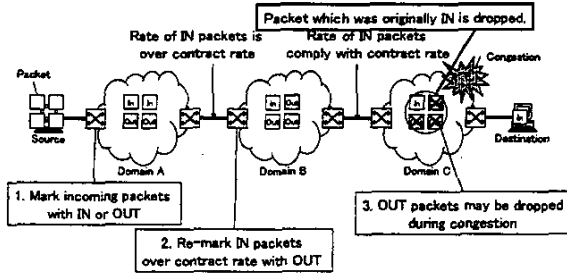 Packet which was originally IN is dropped.
Rate of IN packets is
over contract rate
Rate of IN packets
comply with contract rate
Congestion
Packet
In In
Out Out
In Out
Out Out
In
Source
Destination
Domain A
Domain B
Domain C
1. Mark incoming packets
with IN or OUT
2. Re-mark IN packets
over contract rate with OUT
3. OUT packets may be dropped
during congestion